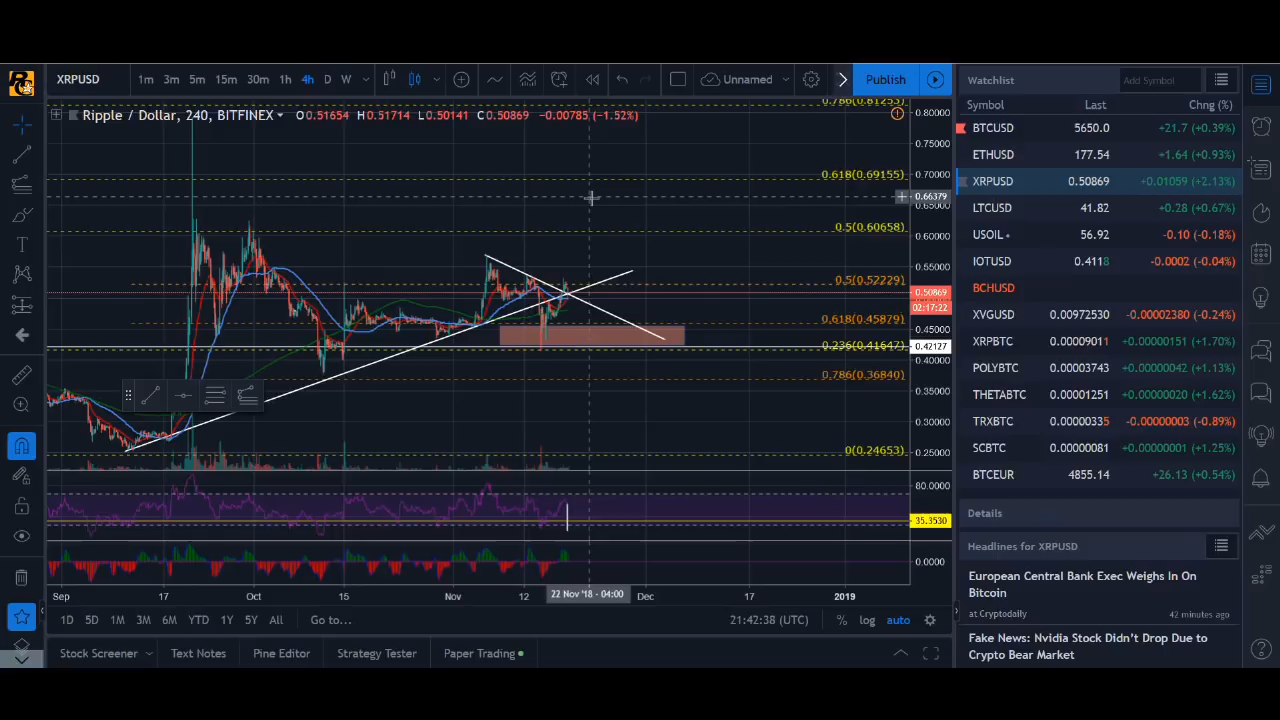 XRPUSD 1m 3m 5m 15m 30m 1h 4h D W Unnamed Publish
Ripple / Dollar, 240, BITFINEX O0.51654 H0.51714 L0.50141 C0.50869 −0.00785 (−1.52%)
0.786(0.81253)
0.618(0.69155)
0.5(0.60658)
0.5(0.52229)
0.618(0.45879)
0.236(0.41647)
0.786(0.36840)
0(0.24653)
0.80000
0.75000
0.70000
0.66379
0.65000
0.60000
0.55000
0.50869
02:17:22
0.45000
0.42127
0.40000
0.35000
0.30000
0.25000
80.0000
35.3530
0.0000
Sep 17 Oct 15 Nov 12 22 Nov '18 - 04:00 Dec 17 2019
1D 5D 1M 3M 6M YTD 1Y 5Y All Go to... 21:42:38 (UTC) % log auto
Stock Screener Text Notes Pine Editor Strategy Tester Paper Trading
Watchlist Add Symbol
Symbol Last Chng (%)
BTCUSD 5650.0 +21.7 (+0.39%)
ETHUSD 177.54 +1.64 (+0.93%)
XRPUSD 0.50869 +0.01059 (+2.13%)
LTCUSD 41.82 +0.28 (+0.67%)
USOIL 56.92 -0.10 (-0.18%)
IOTUSD 0.4118 -0.0002 (-0.04%)
BCHUSD
XVGUSD 0.00972530 -0.00002380 (-0.24%)
XRPBTC 0.00009011 +0.00000151 (+1.70%)
POLYBTC 0.00003743 +0.00000042 (+1.13%)
THETABTC 0.00001251 +0.00000020 (+1.62%)
TRXBTC 0.00000335 -0.00000003 (-0.89%)
SCBTC 0.00000081 +0.00000001 (+1.25%)
BTCEUR 4855.14 +26.13 (+0.54%)
Details
Headlines for XRPUSD
European Central Bank Exec Weighs In On
Bitcoin
at Cryptodaily 42 minutes ago
Fake News: Nvidia Stock Didn't Drop Due to
Crypto Bear Market